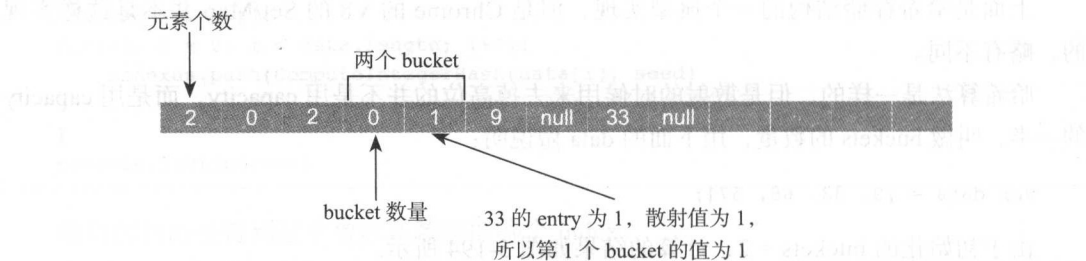 元素个数
两个 bucket
2 0 2 0 1 9 null 33 null
bucket 数量
33 的 entry 为 1，散射值为 1，
所以第 1 个 bucket 的值为 1